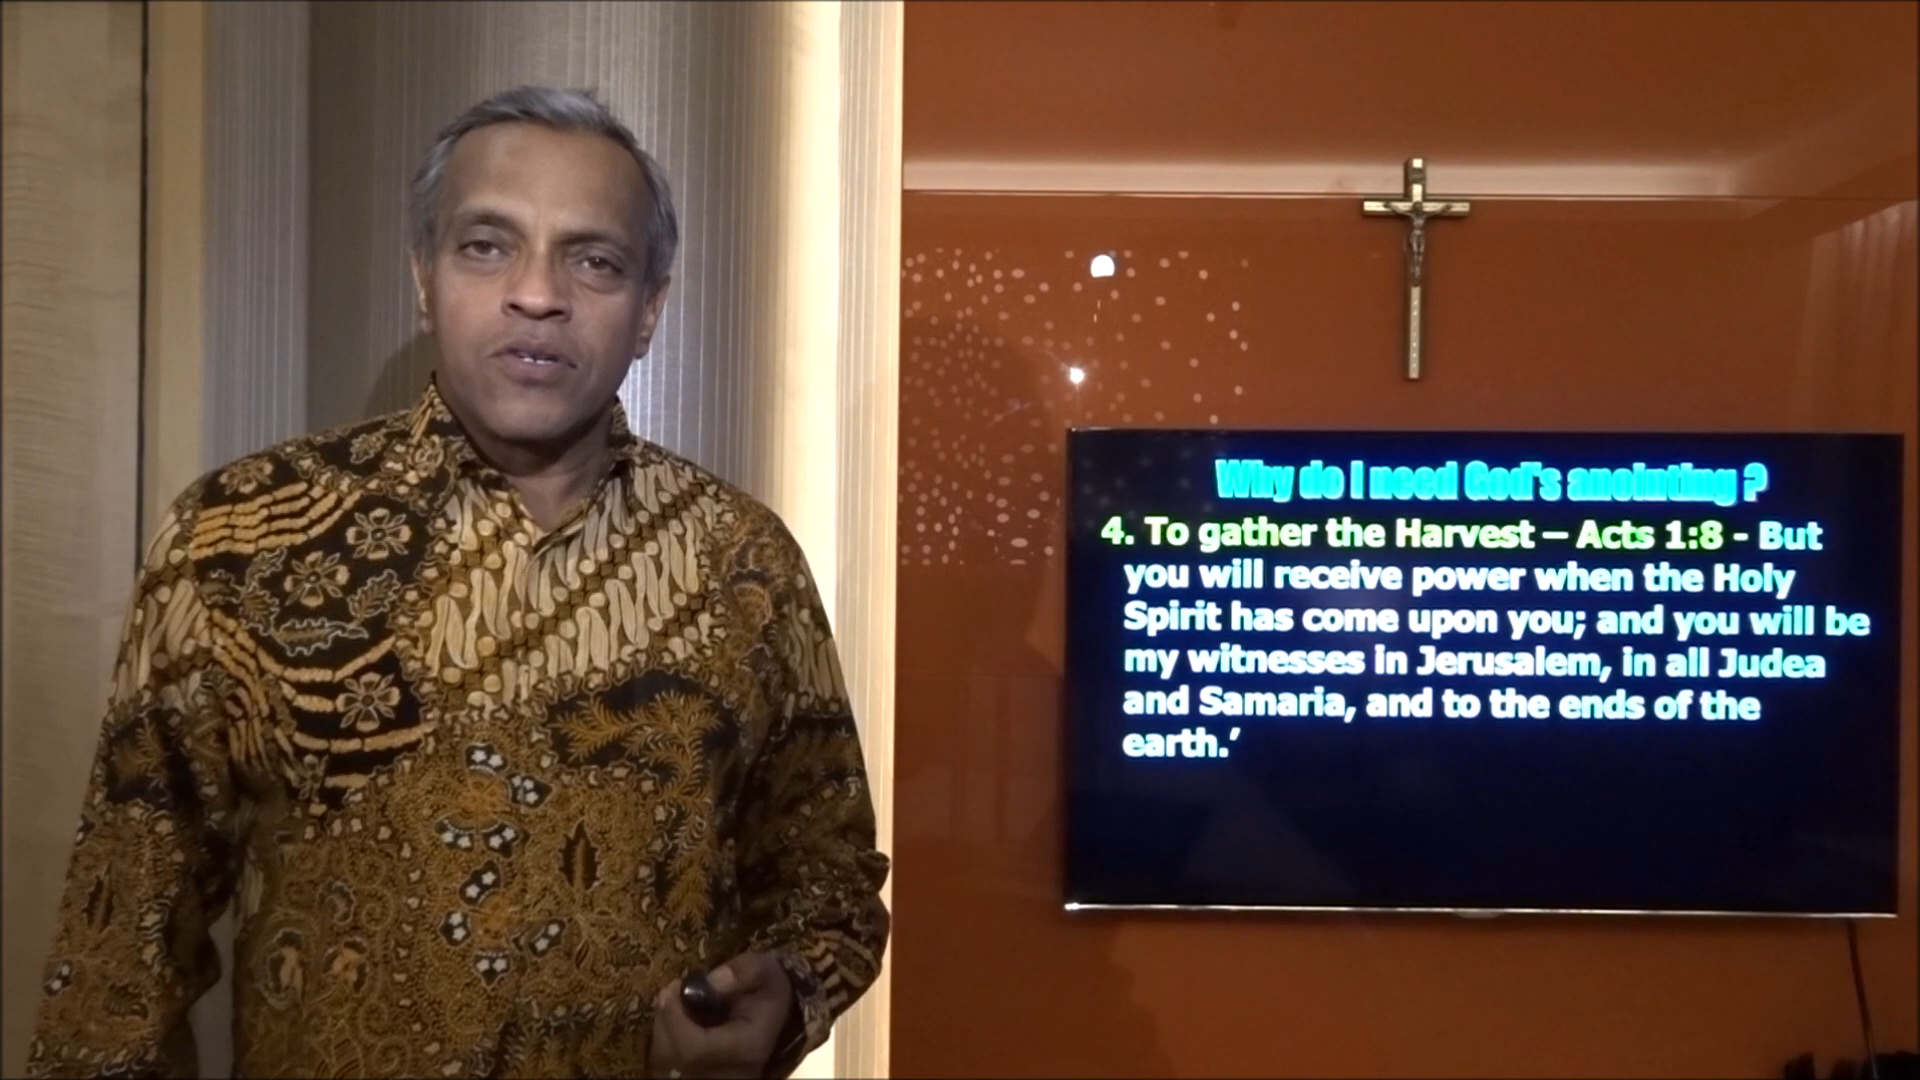 Why do I need God's anointing ?
4. To gather the Harvest – Acts 1:8 - But
you will receive power when the Holy
Spirit has come upon you; and you will be
my witnesses in Jerusalem, in all Judea
and Samaria, and to the ends of the
earth.’